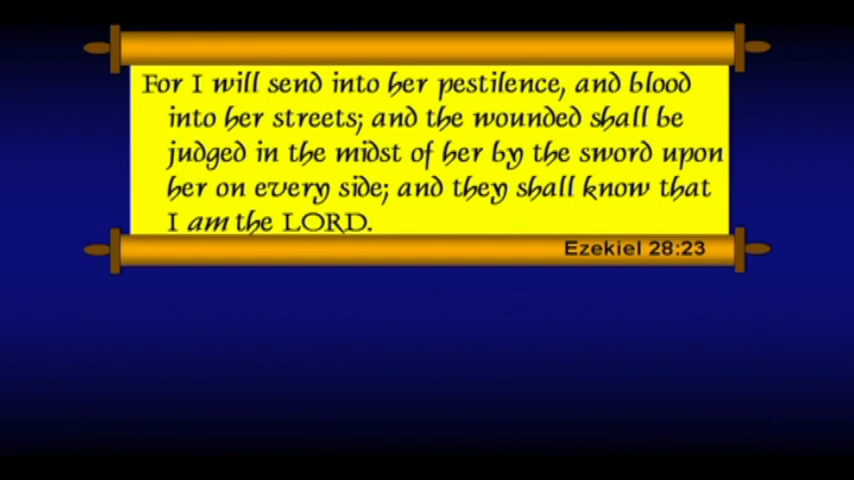 For I will send into her pestilence, and blood
into her streets; and the wounded shall be
judged in the midst of her by the sword upon
her on every side; and they shall know that
I am the LORD.
Ezekiel 28:23